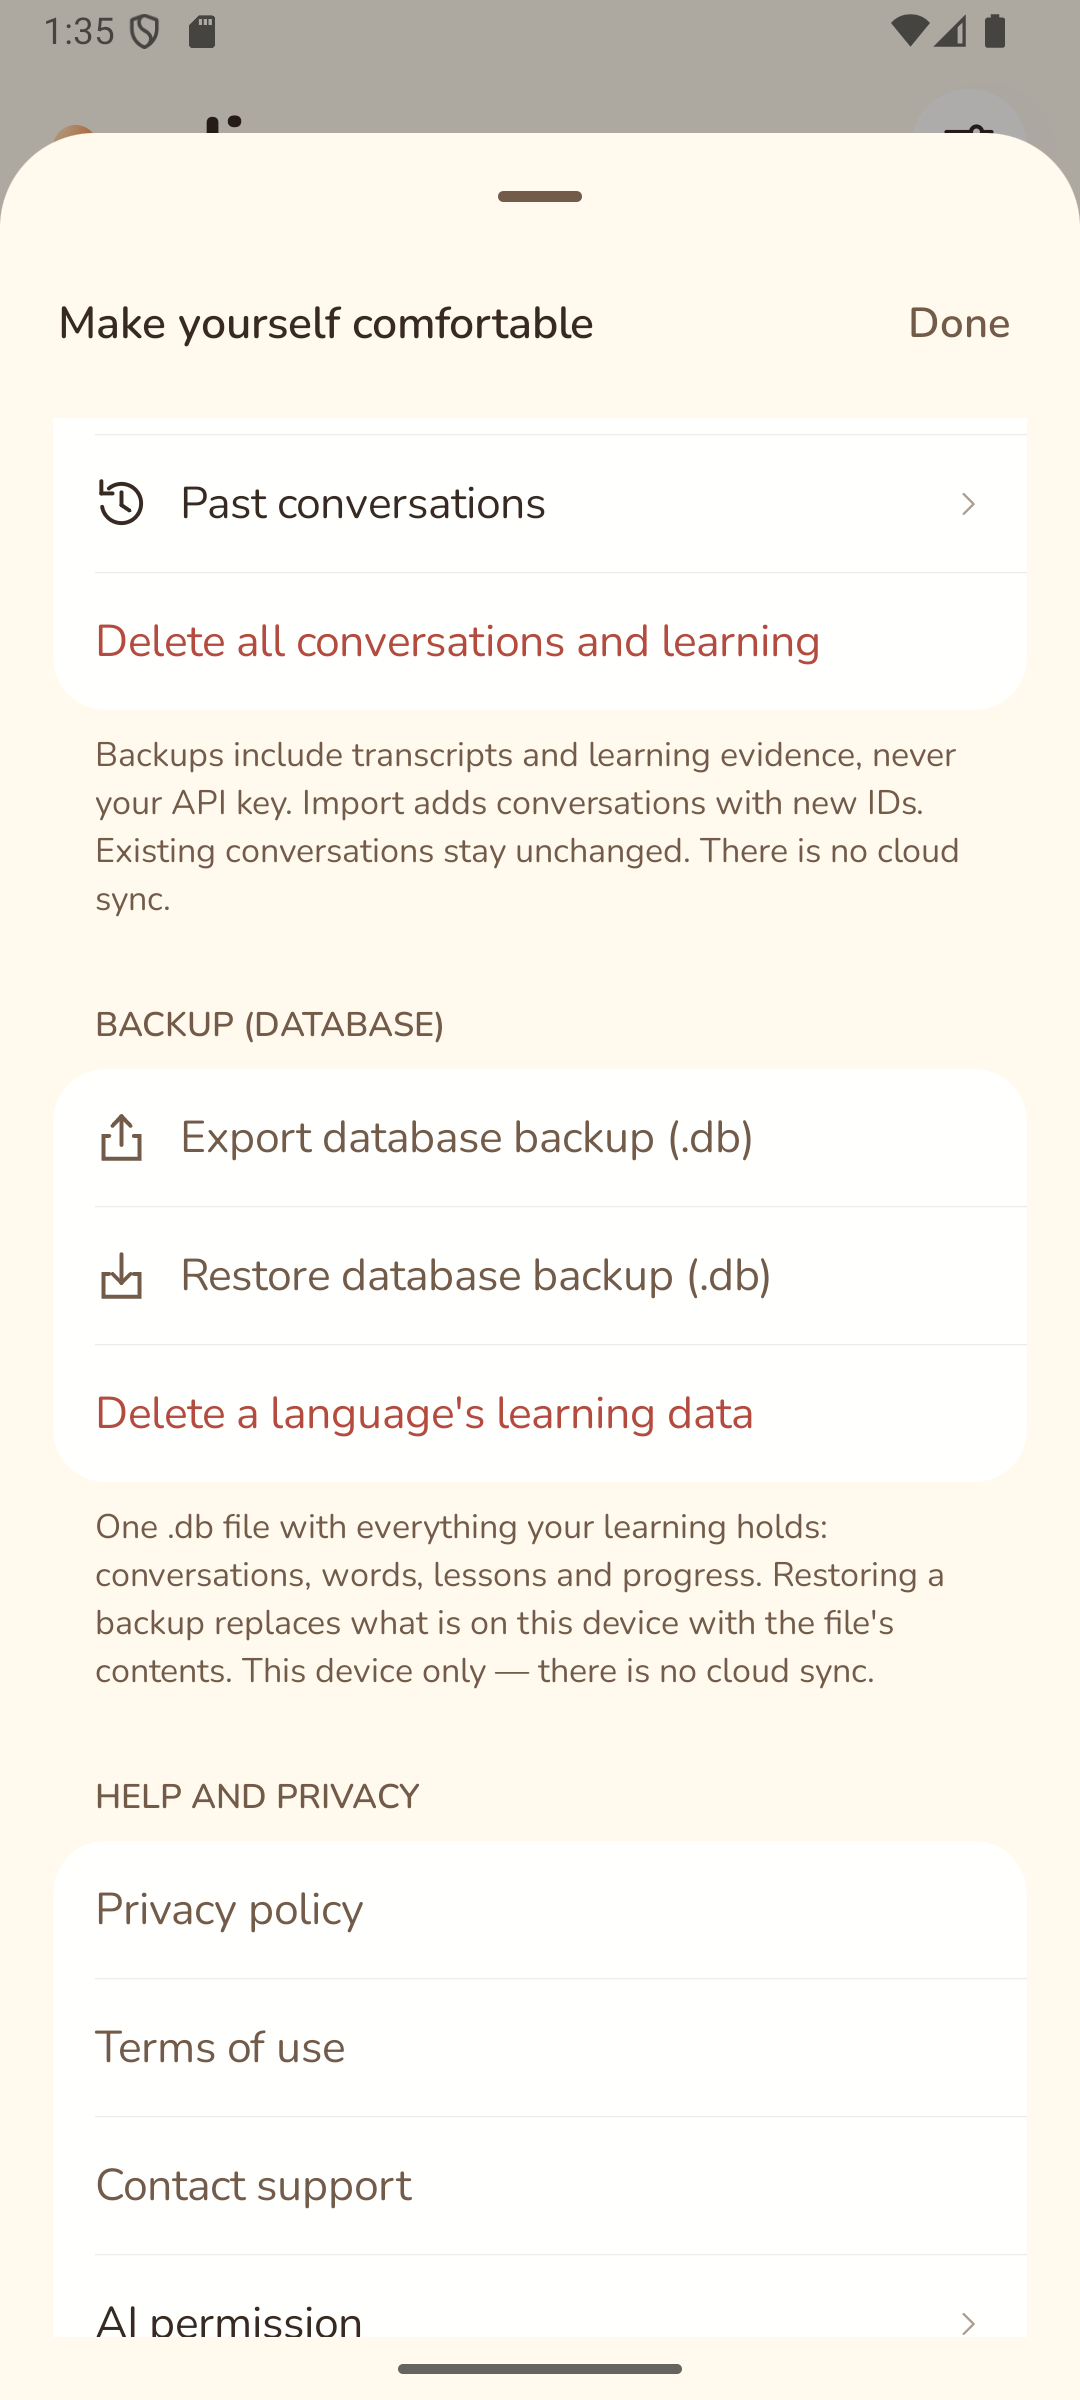 1:35
Make yourself comfortable
Done
Past conversations
Delete all conversations and learning
Backups include transcripts and learning evidence, never
your API key. Import adds conversations with new IDs.
Existing conversations stay unchanged. There is no cloud
sync.
BACKUP (DATABASE)
Export database backup (.db)
Restore database backup (.db)
Delete a language's learning data
One .db file with everything your learning holds:
conversations, words, lessons and progress. Restoring a
backup replaces what is on this device with the file's
contents. This device only — there is no cloud sync.
HELP AND PRIVACY
Privacy policy
Terms of use
Contact support
AI permission